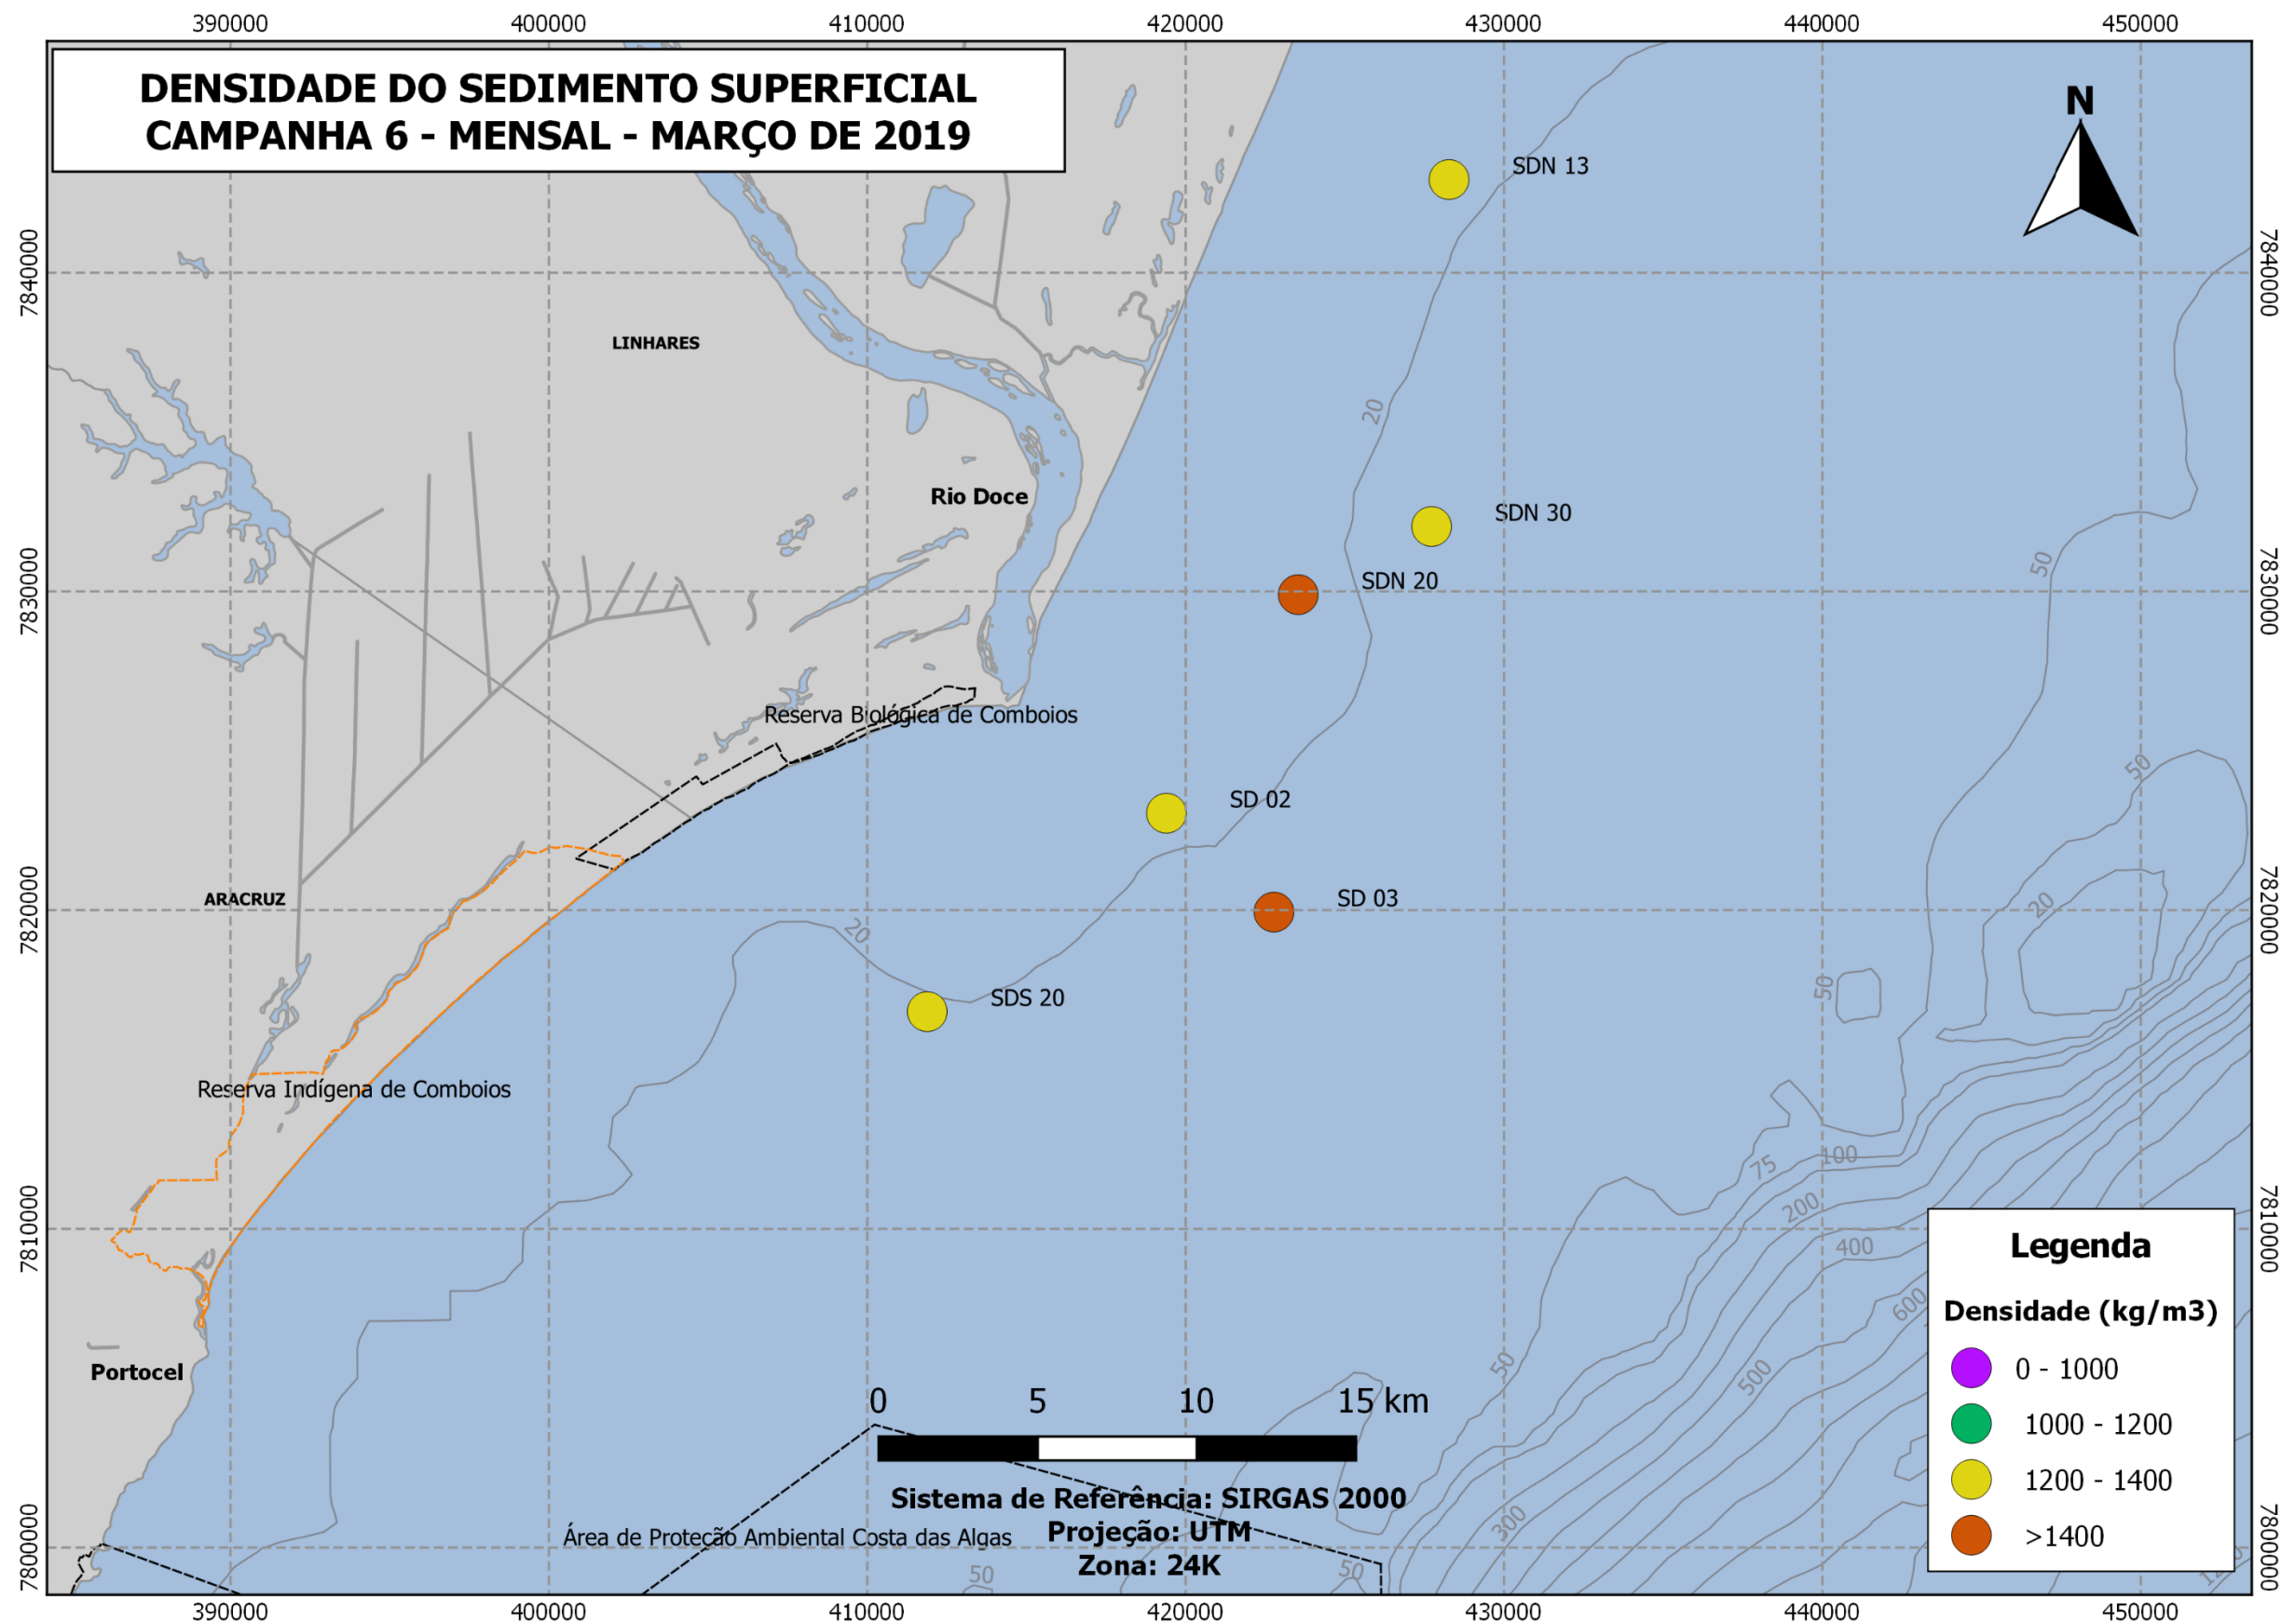 390000 400000 410000 420000 430000 440000 450000
DENSIDADE DO SEDIMENTO SUPERFICIAL
CAMPANHA 6 - MENSAL - MARÇO DE 2019
N
SDN 13
7840000
7840000
LINHARES
20
Rio Doce
SDN 30
50
SDN 20
7830000
7830000
Reserva Biológica de Comboios
50
SD 02
ARACRUZ
SD 03
20
20
7820000
7820000
50
SDS 20
Reserva Indígena de Comboios
75
100
200
7810000
7810000
400
600
Legenda
Densidade (kg/m3)
0 - 1000
1000 - 1200
1200 - 1400
>1400
Portocel
50
500
0 5 10 15 km
Sistema de Referência: SIRGAS 2000
Projeção: UTM
Zona: 24K
300
Área de Proteção Ambiental Costa das Algas
7800000
7800000
50
50
390000 400000 410000 420000 430000 440000 450000